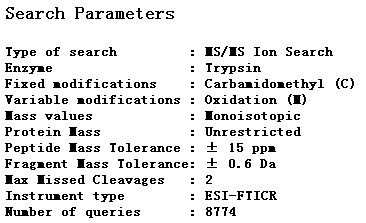 Search Parameters
Type of search : MS/MS Ion Search
Enzyme : Trypsin
Fixed modifications : Carbamidomethyl (C)
Variable modifications : Oxidation (M)
Mass values : Monoisotopic
Protein Mass : Unrestricted
Peptide Mass Tolerance : ± 15 ppm
Fragment Mass Tolerance: ± 0.6 Da
Max Missed Cleavages : 2
Instrument type : ESI-FTICR
Number of queries : 8774